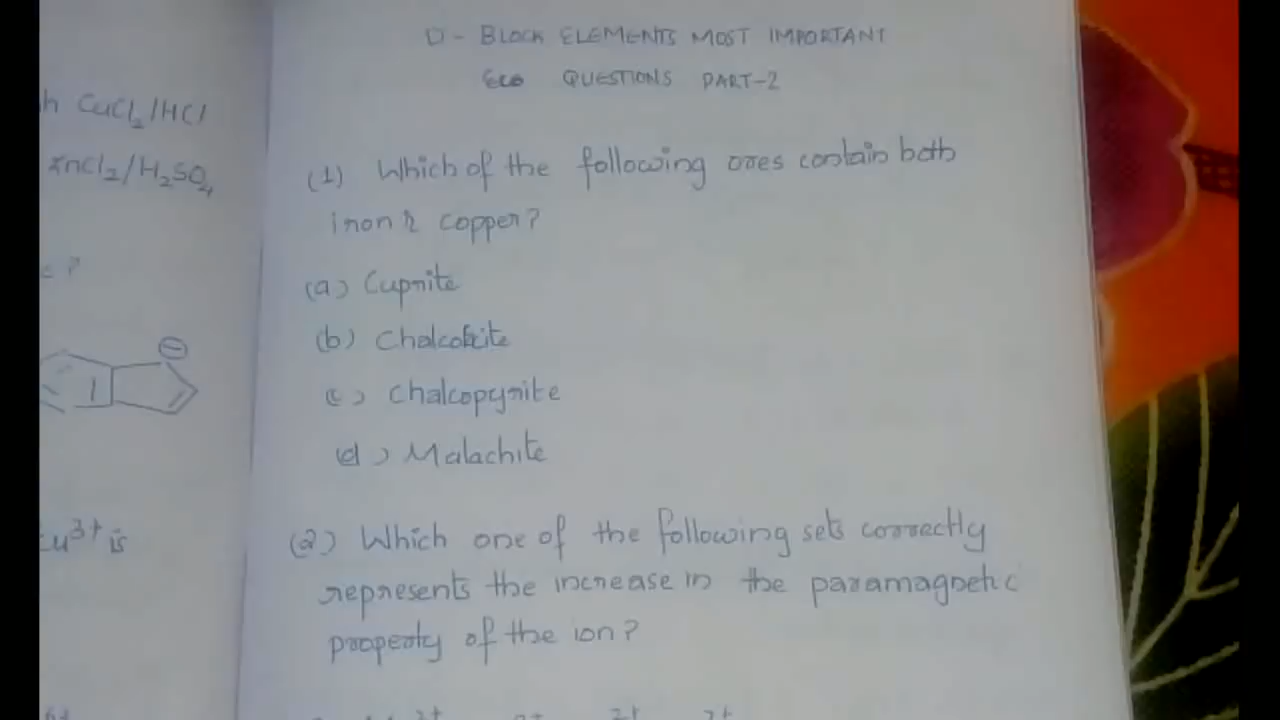 D - BLOCK ELEMENTS MOST IMPORTANT
QUESTIONS PART-2
h CuCl2/HCl
ZnCl2/H2SO4
(1) Which of the following ores contain both
iron & copper?
(a) Cuprite
(b) Chalcocite
(c) Chalcopyrite
(d) Malachite
u3+ is
(2) Which one of the following sets correctly
represents the increase in the paramagnetic
property of the ion?